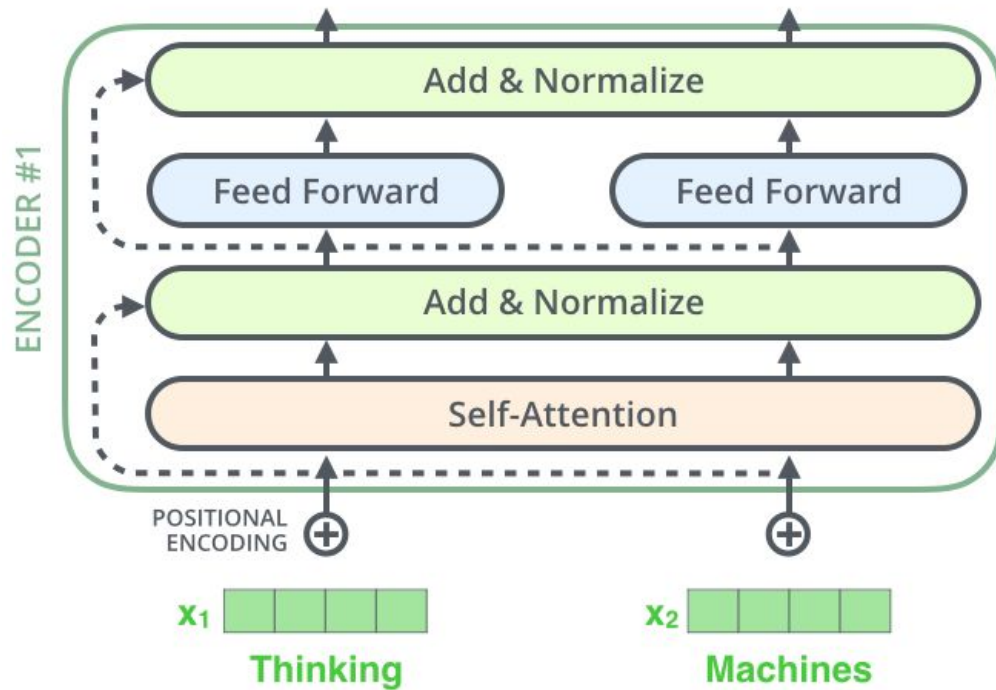 ENCODER #1
Add & Normalize
Feed Forward
Feed Forward
Add & Normalize
Self-Attention
POSITIONAL
ENCODING
x1
x2
Thinking
Machines